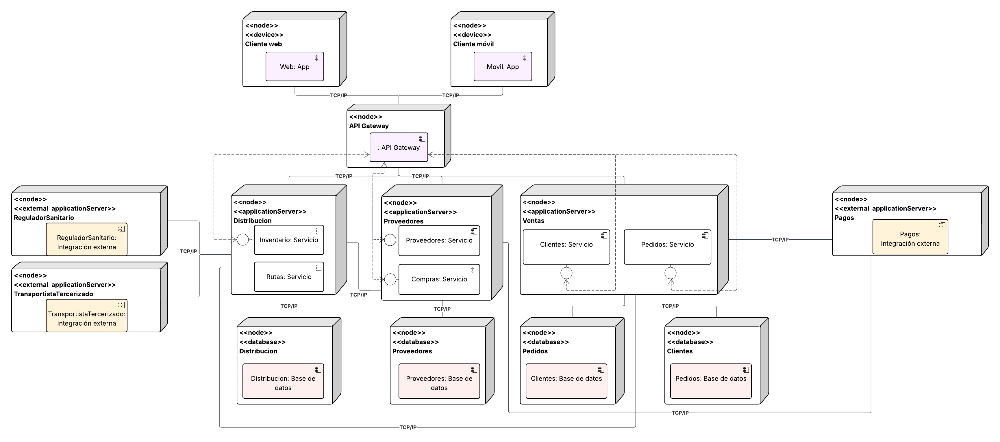 <<node>>
<<device>>
Cliente web
Web: App
<<node>>
<<device>>
Cliente móvil
Movil: App
TCP/IP
TCP/IP
<<node>>
API Gateway
: API Gateway
TCP/IP
TCP/IP
<<node>>
<<external applicationServer>>
ReguladorSanitario
ReguladorSanitario:
Integración externa
TCP/IP
<<node>>
<<external applicationServer>>
TransportistaTercerizado
TransportistaTercerizado:
Integración externa
<<node>>
<<applicationServer>>
Distribucion
Inventario: Servicio
Rutas: Servicio
TCP/IP
<<node>>
<<applicationServer>>
Proveedores
Proveedores: Servicio
Compras: Servicio
<<node>>
<<applicationServer>>
Ventas
Clientes: Servicio
Pedidos: Servicio
TCP/IP
<<node>>
<<external applicationServer>>
Pagos
Pagos:
Integración externa
TCP/IP
TCP/IP
TCP/IP
<<node>>
<<database>>
Distribucion
Distribucion: Base de
datos
<<node>>
<<database>>
Proveedores
Proveedores: Base de
datos
<<node>>
<<database>>
Pedidos
Clientes: Base de datos
<<node>>
<<database>>
Clientes
Pedidos: Base de datos
TCP/IP
TCP/IP